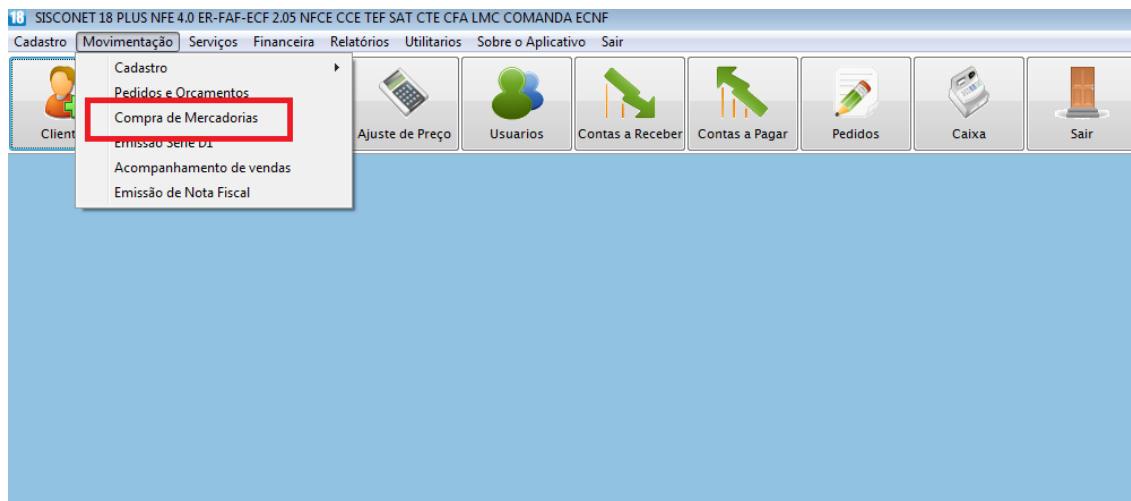 18 SISCONET 18 PLUS NFE 4.0 ER-FAF-ECF 2.05 NFCE CCE TEF SAT CTE CFA LMC COMANDA ECNF
Cadastro Movimentação Serviços Financeira Relatórios Utilitarios Sobre o Aplicativo Sair
Cadastro
Pedidos e Orcamentos
Compra de Mercadorias
Emissão Serie D1
Acompanhamento de vendas
Emissão de Nota Fiscal
Client
Ajuste de Preço Usuarios Contas a Receber Contas a Pagar Pedidos Caixa Sair